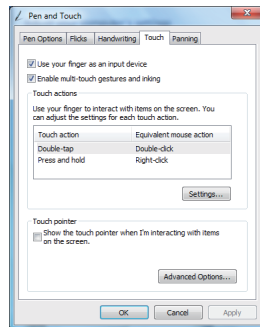 Pen and Touch
Pen Options Flicks Handwriting Touch Panning
Use your finger as an input device
Enable multi-touch gestures and inking
Touch actions
Use your finger to interact with items on the screen. You
can adjust the settings for each touch action.
Touch action Equivalent mouse action
Double-tap Double-click
Press and hold Right-click
Settings...
Touch pointer
Show the touch pointer when I'm interacting with items
on the screen.
Advanced Options...
OK Cancel Apply